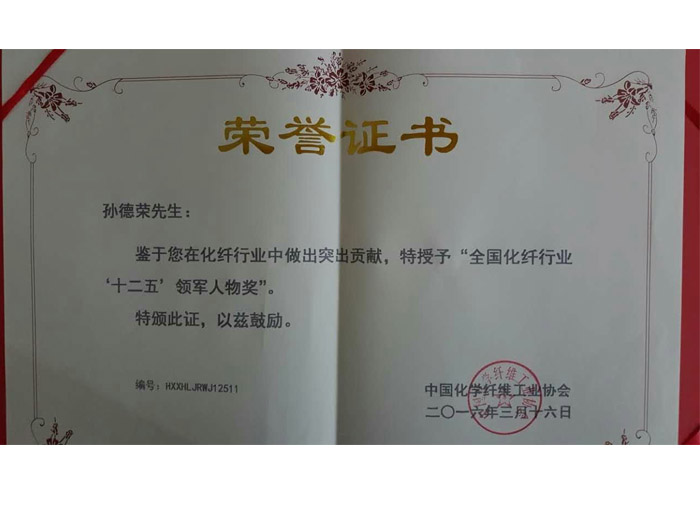 荣誉证书
孙德荣先生：
鉴于您在化纤行业中做出突出贡献，特授予“全国化纤行业
‘十二五’领军人物奖”。
特颁此证，以兹鼓励。
编号：HXXHLJRWJ12511
中国化学纤维工业协会
二〇一六年三月十六日